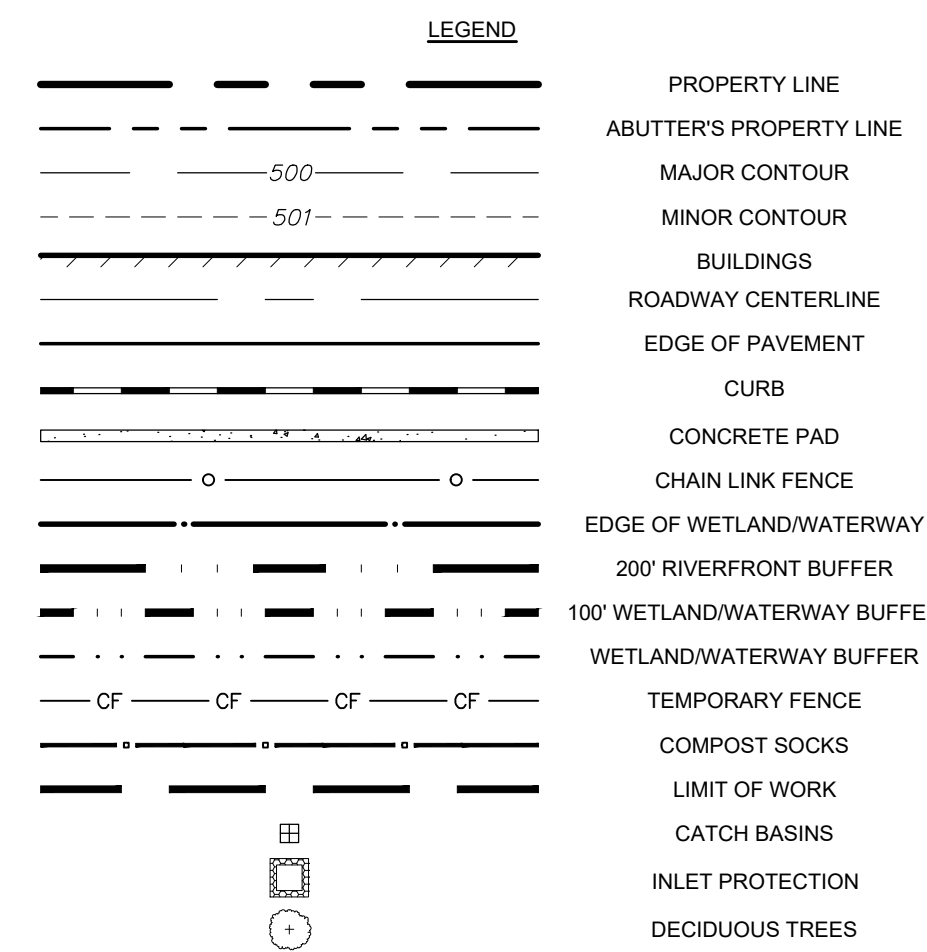 LEGEND
PROPERTY LINE
ABUTTER'S PROPERTY LINE
500 MAJOR CONTOUR
501 MINOR CONTOUR
BUILDINGS
ROADWAY CENTERLINE
EDGE OF PAVEMENT
CURB
CONCRETE PAD
CHAIN LINK FENCE
EDGE OF WETLAND/WATERWAY
200' RIVERFRONT BUFFER
100' WETLAND/WATERWAY BUFFE
WETLAND/WATERWAY BUFFER
CF CF CF CF TEMPORARY FENCE
COMPOST SOCKS
LIMIT OF WORK
CATCH BASINS
INLET PROTECTION
DECIDUOUS TREES